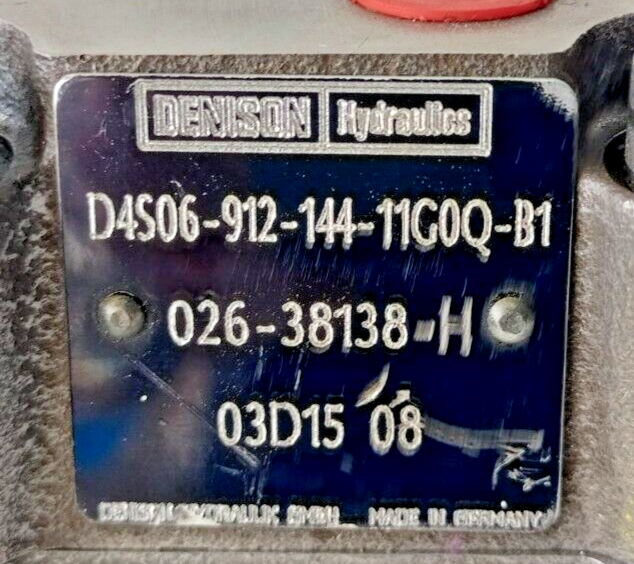 DENISON Hydraulics
D4S06-912-144-11G0Q-B1
026-38138-H
03D15 08
DENISON HYDRAULIK GMBH MADE IN GERMANY